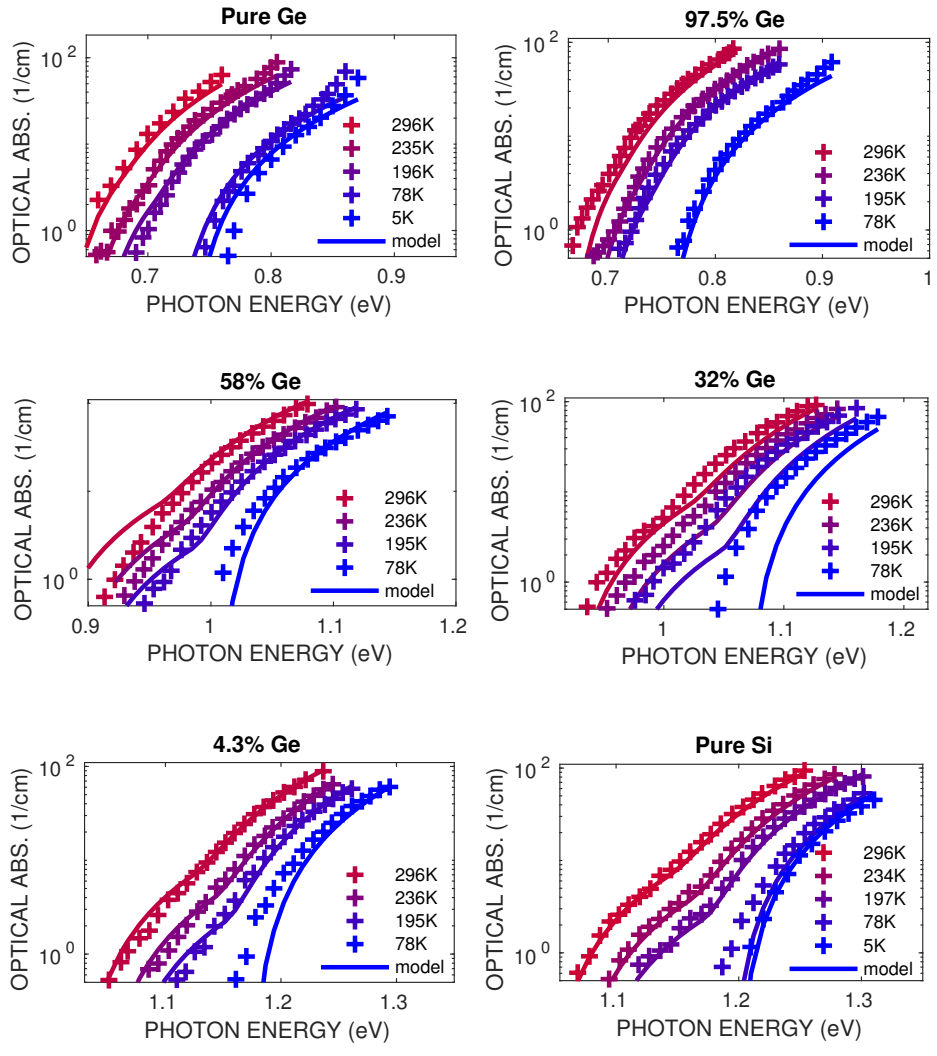 Pure Ge
OPTICAL ABS. (1/cm)
10^2
10^0
296K
235K
196K
78K
5K
model
0.7 0.8 0.9
PHOTON ENERGY (eV)
97.5% Ge
OPTICAL ABS. (1/cm)
10^2
10^0
296K
236K
195K
78K
model
0.7 0.8 0.9 1
PHOTON ENERGY (eV)
58% Ge
OPTICAL ABS. (1/cm)
10^0
296K
236K
195K
78K
model
0.9 1 1.1 1.2
PHOTON ENERGY (eV)
32% Ge
OPTICAL ABS. (1/cm)
10^2
10^0
296K
236K
195K
78K
model
1 1.1 1.2
PHOTON ENERGY (eV)
4.3% Ge
OPTICAL ABS. (1/cm)
10^2
10^0
296K
236K
195K
78K
model
1.1 1.2 1.3
PHOTON ENERGY (eV)
Pure Si
OPTICAL ABS. (1/cm)
10^2
10^0
296K
234K
197K
78K
5K
model
1.1 1.2 1.3
PHOTON ENERGY (eV)